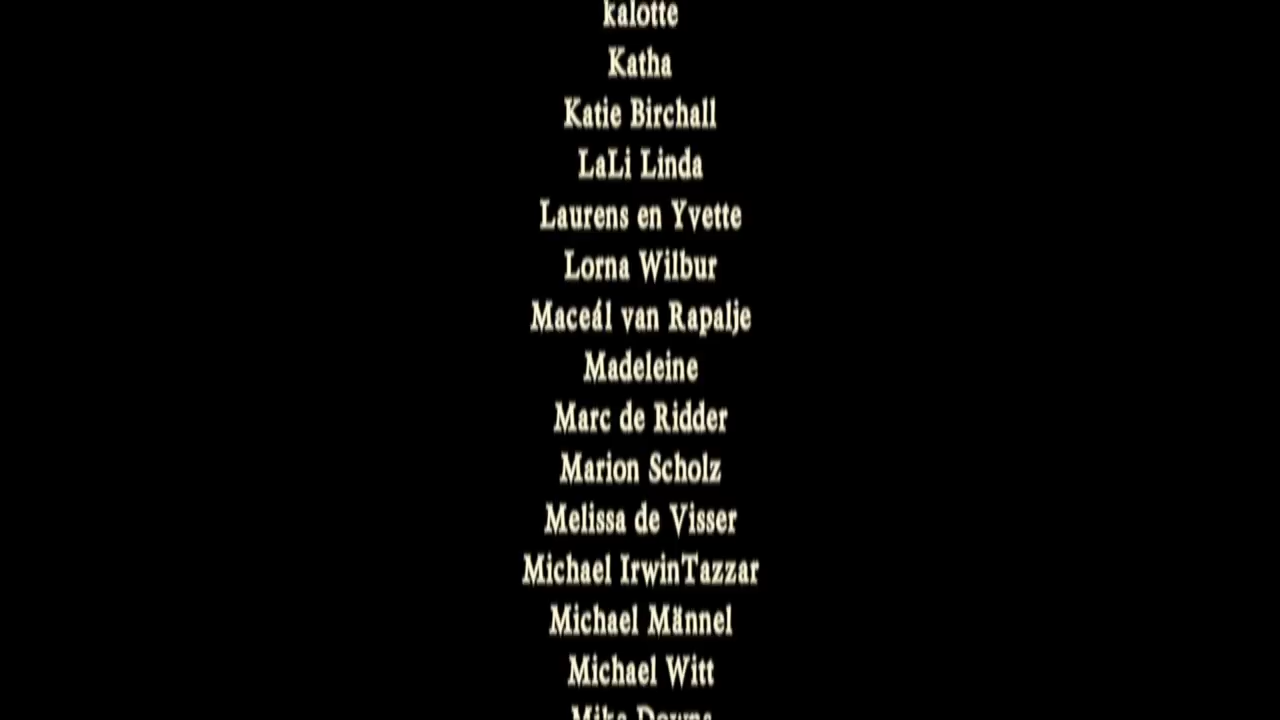 kalotte
Katha
Katie Birchall
LaLi Linda
Laurens en Yvette
Lorna Wilbur
Maceál van Rapalje
Madeleine
Marc de Ridder
Marion Scholz
Melissa de Visser
Michael IrwinTazzar
Michael Männel
Michael Witt
Mike